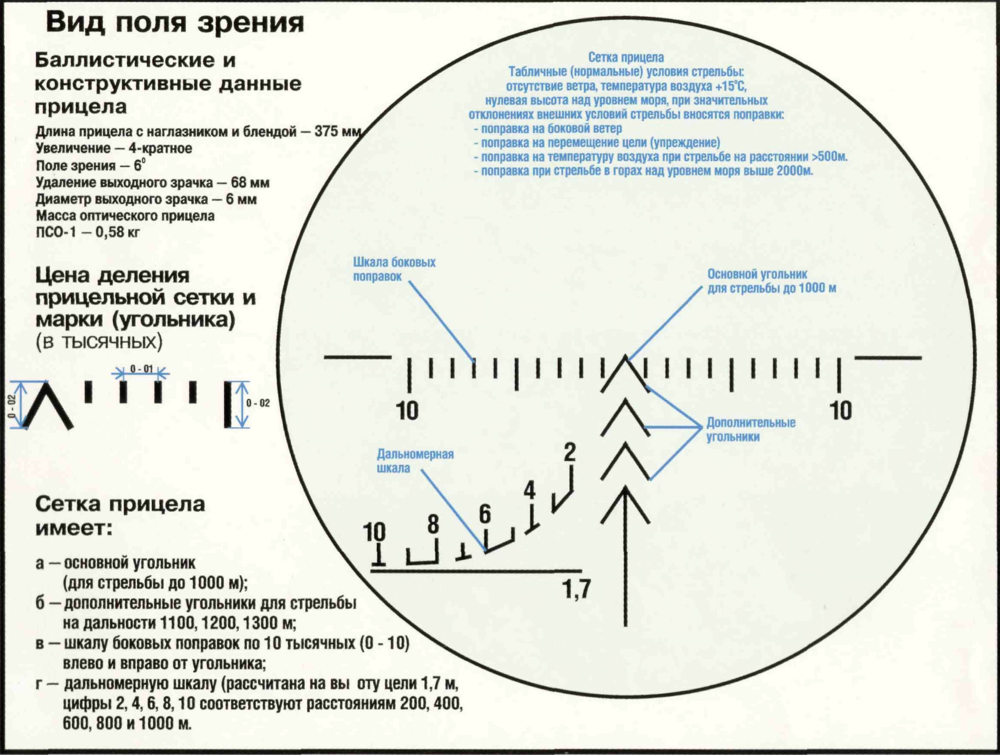 Вид поля зрения
Баллистические и
конструктивные данные
прицела
Длина прицела с наглазником и блендой – 375 мм
Увеличение – 4-кратное
Поле зрения – 6⁰
Удаление выходного зрачка – 68 мм
Диаметр выходного зрачка – 6 мм
Масса оптического прицела
ПСО-1 – 0,58 кг
Цена деления
прицельной сетки и
марки (угольника)
(в тысячных)
0 - 01
0 - 02
0 - 02
Сетка прицела
имеет:
а – основной угольник
(для стрельбы до 1000 м);
б – дополнительные угольники для стрельбы
на дальности 1100, 1200, 1300 м;
в – шкалу боковых поправок по 10 тысячных (0 - 10)
влево и вправо от угольника;
г – дальномерную шкалу (рассчитана на вы оту цели 1,7 м,
цифры 2, 4, 6, 8, 10 соответствуют расстояниям 200, 400,
600, 800 и 1000 м.
Сетка прицела
Табличные (нормальные) условия стрельбы:
отсутствие ветра, температура воздуха +15°С,
нулевая высота над уровнем моря, при значительных
отклонениях внешних условий стрельбы вносятся поправки:
- поправка на боковой ветер
- поправка на перемещение цели (упреждение)
- поправка на температуру воздуха при стрельбе на расстоянии >500м.
- поправка при стрельбе в горах над уровнем моря выше 2000м.
Шкала боковых
поправок
Основной угольник
для стрельбы до 1000 м
10
10
Дополнительные
угольники
Дальномерная
шкала
2
4
6
8
10
1,7